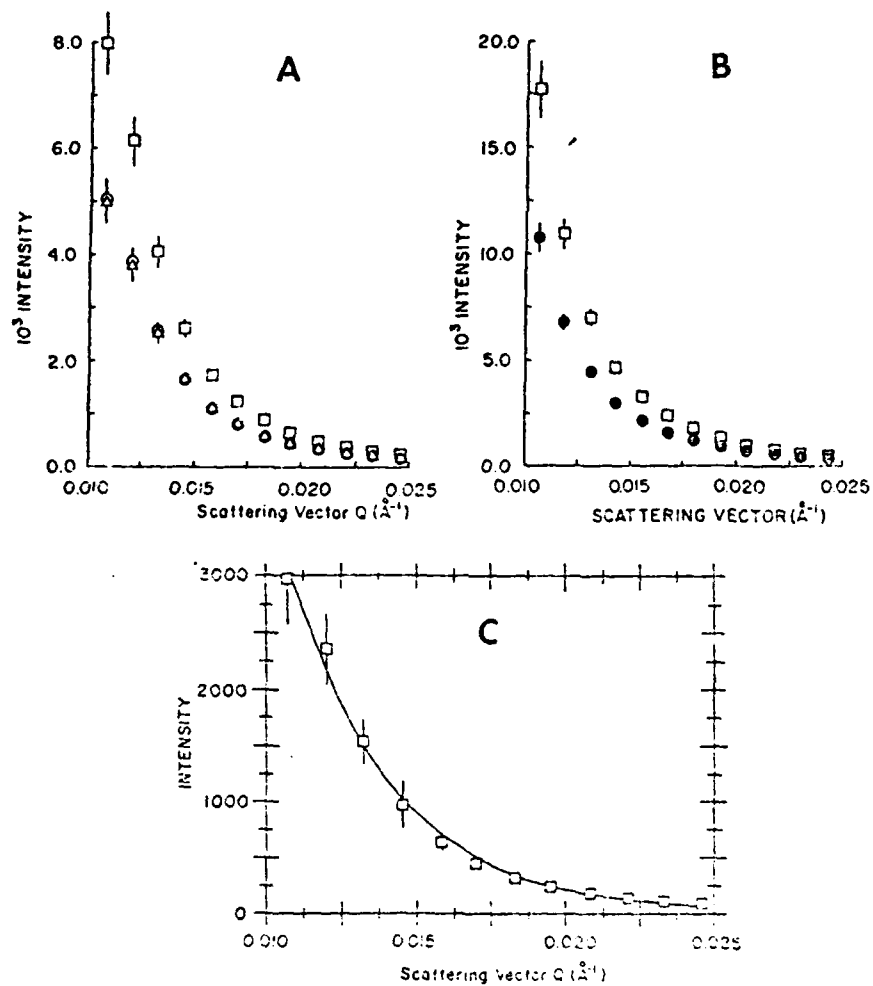 A
8.0
6.0
4.0
2.0
0.0
10³ INTENSITY
0.010 0.015 0.020 0.025
Scattering Vector Q (Å⁻¹)
B
20.0
15.0
10.0
5.0
0.0
10³ INTENSITY
0.010 0.015 0.020 0.025
SCATTERING VECTOR (Å⁻¹)
C
3000
2000
1000
0
INTENSITY
0.010 0.015 0.020 0.025
Scattering Vector Q (Å⁻¹)